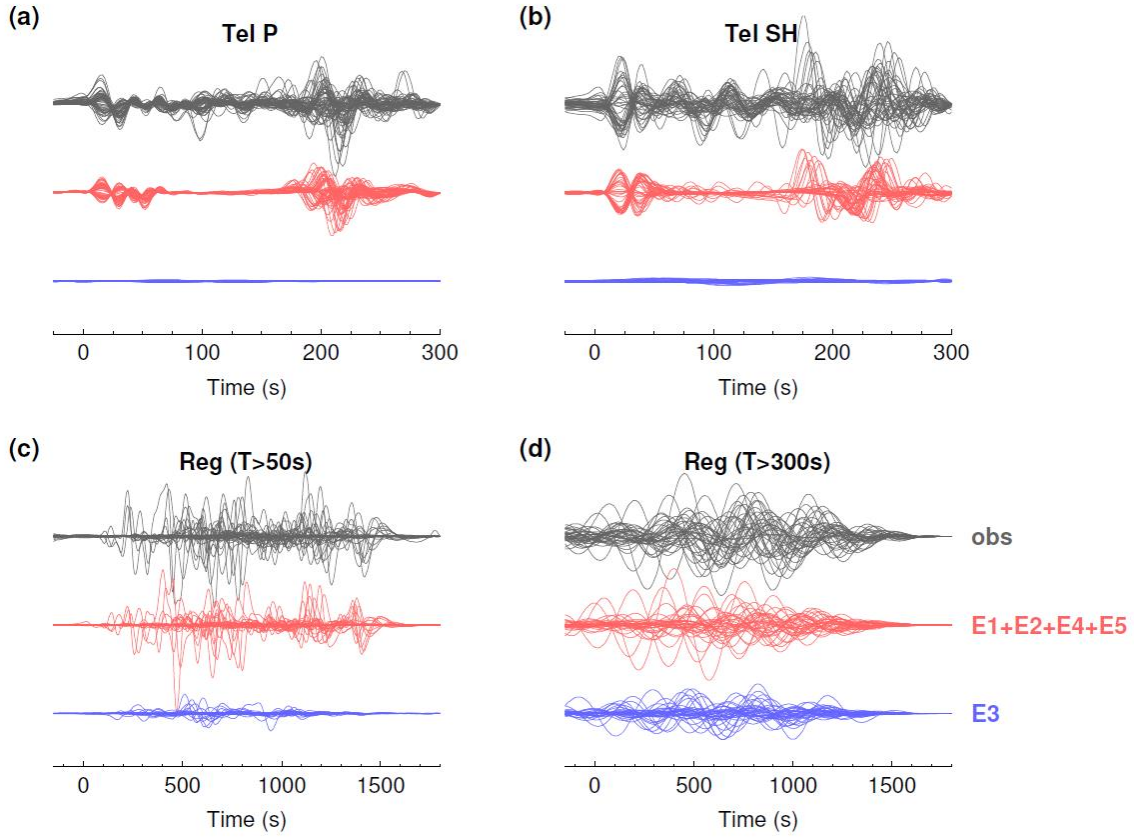 (a)
Tel P
0 100 200 300
Time (s)
(b)
Tel SH
0 100 200 300
Time (s)
(c)
Reg (T>50s)
0 500 1000 1500
Time (s)
(d)
Reg (T>300s)
0 500 1000 1500
Time (s)
obs
E1+E2+E4+E5
E3